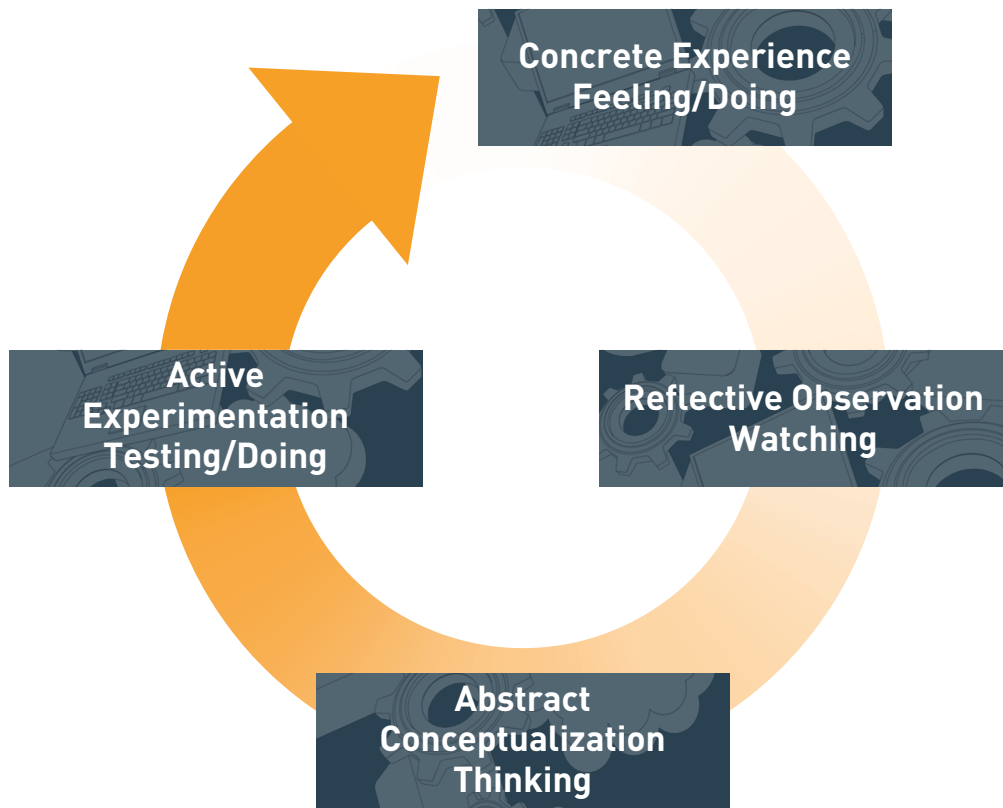 Concrete Experience
Feeling/Doing
Reflective Observation
Watching
Abstract
Conceptualization
Thinking
Active
Experimentation
Testing/Doing